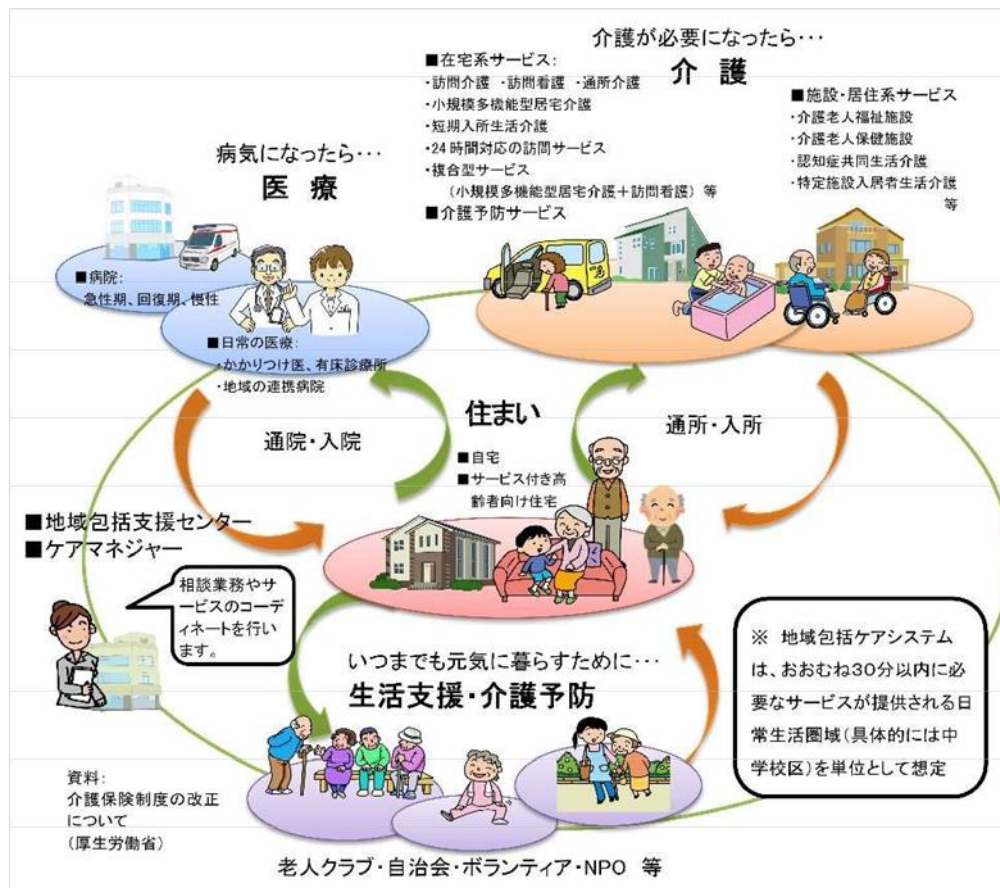 介護が必要になったら･･･
介 護
■在宅系サービス：
・訪問介護 ・訪問看護 ・通所介護
・小規模多機能型居宅介護
・短期入所生活介護
・24時間対応の訪問サービス
・複合型サービス
（小規模多機能型居宅介護＋訪問看護）等
■介護予防サービス
■施設・居住系サービス
・介護老人福祉施設
・介護老人保健施設
・認知症共同生活介護
・特定施設入居者生活介護
等
病気になったら･･･
医 療
■病院：
急性期、回復期、慢性
■日常の医療：
・かかりつけ医、有床診療所
・地域の連携病院
通院・入院
住まい
■自宅
■サービス付き高
齢者向け住宅
通所・入所
■地域包括支援センター
■ケアマネジャー
相談業務やサ
ービスのコーデ
ィネートを行い
ます。
いつまでも元気に暮らすために･･･
生活支援・介護予防
※ 地域包括ケアシステム
は、おおむね30分以内に必
要なサービスが提供される日
常生活圏域（具体的には中
学校区）を単位として想定
資料：
介護保険制度の改正
について
（厚生労働省）
老人クラブ・自治会・ボランティア・NPO 等